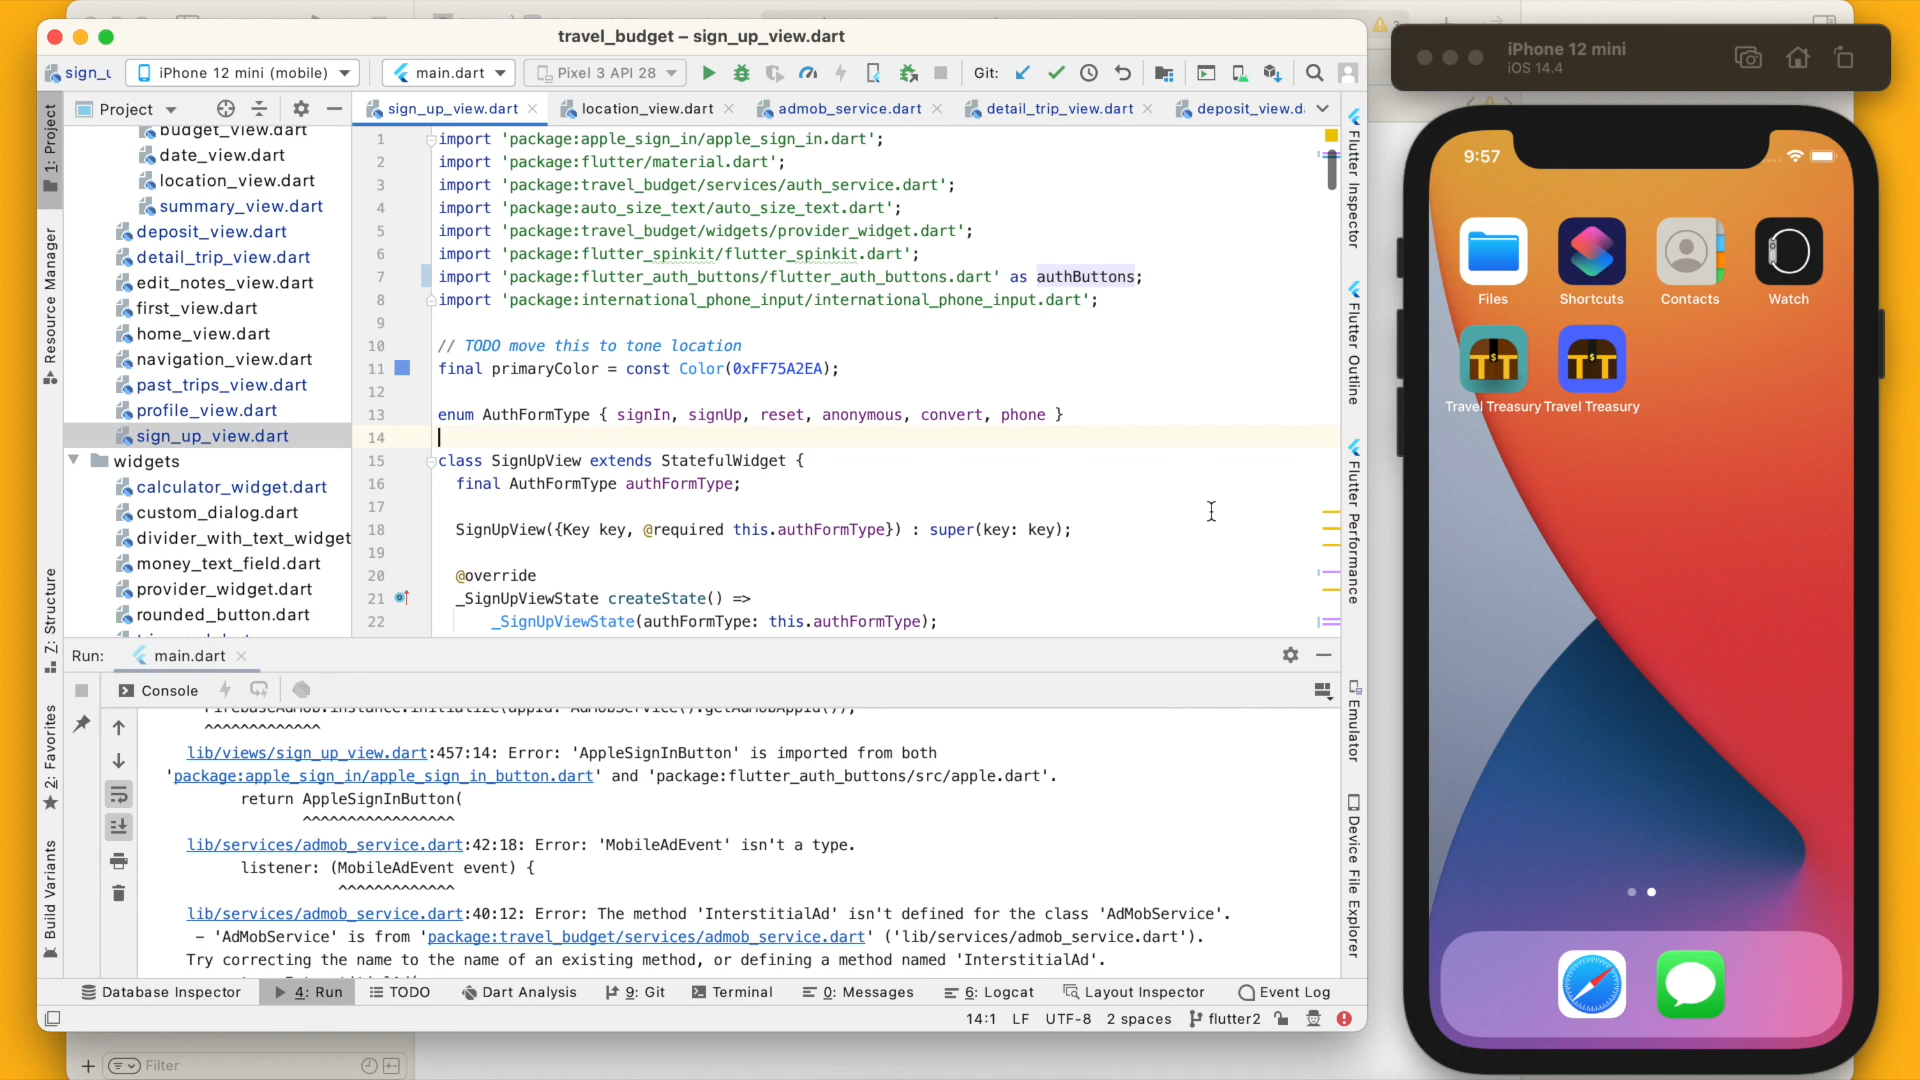 travel_budget – sign_up_view.dart
sign_u
iPhone 12 mini (mobile)
main.dart
Pixel 3 API 28
Git:
Project
sign_up_view.dart
location_view.dart
admob_service.dart
detail_trip_view.dart
deposit_view.d
1: Project
Resource Manager
Z: Structure
2: Favorites
Build Variants
budget_view.dart
date_view.dart
location_view.dart
summary_view.dart
deposit_view.dart
detail_trip_view.dart
edit_notes_view.dart
first_view.dart
home_view.dart
navigation_view.dart
past_trips_view.dart
profile_view.dart
sign_up_view.dart
widgets
calculator_widget.dart
custom_dialog.dart
divider_with_text_widget
money_text_field.dart
provider_widget.dart
rounded_button.dart
1 import 'package:apple_sign_in/apple_sign_in.dart';
2 import 'package:flutter/material.dart';
3 import 'package:travel_budget/services/auth_service.dart';
4 import 'package:auto_size_text/auto_size_text.dart';
5 import 'package:travel_budget/widgets/provider_widget.dart';
6 import 'package:flutter_spinkit/flutter_spinkit.dart';
7 import 'package:flutter_auth_buttons/flutter_auth_buttons.dart' as authButtons;
8 import 'package:international_phone_input/international_phone_input.dart';
9
10 // TODO move this to tone location
11 final primaryColor = const Color(0xFF75A2EA);
12
13 enum AuthFormType { signIn, signUp, reset, anonymous, convert, phone }
14
15 class SignUpView extends StatefulWidget {
16 final AuthFormType authFormType;
17
18 SignUpView({Key key, @required this.authFormType}) : super(key: key);
19
20 @override
21 _SignUpViewState createState() =>
22 _SignUpViewState(authFormType: this.authFormType);
Flutter Inspector
Flutter Outline
Flutter Performance
Emulator
Device File Explorer
Run:
main.dart
Console
FirebaseAdMob.instance.initialize(appId: AdMobService().getAdMobAppId());
^^^^^^^^^^^^^
lib/views/sign_up_view.dart:457:14: Error: 'AppleSignInButton' is imported from both
'package:apple_sign_in/apple_sign_in_button.dart' and 'package:flutter_auth_buttons/src/apple.dart'.
return AppleSignInButton(
^^^^^^^^^^^^^^^^^
lib/services/admob_service.dart:42:18: Error: 'MobileAdEvent' isn't a type.
listener: (MobileAdEvent event) {
^^^^^^^^^^^^^
lib/services/admob_service.dart:40:12: Error: The method 'InterstitialAd' isn't defined for the class 'AdMobService'.
– 'AdMobService' is from 'package:travel_budget/services/admob_service.dart' ('lib/services/admob_service.dart').
Try correcting the name to the name of an existing method, or defining a method named 'InterstitialAd'.
Database Inspector
4: Run
TODO
Dart Analysis
9: Git
Terminal
0: Messages
6: Logcat
Layout Inspector
Event Log
14:1 LF UTF-8 2 spaces flutter2
Filter
iPhone 12 mini
iOS 14.4
9:57
Files
Shortcuts
Contacts
Watch
T$T
T$T
Travel Treasury
Travel Treasury